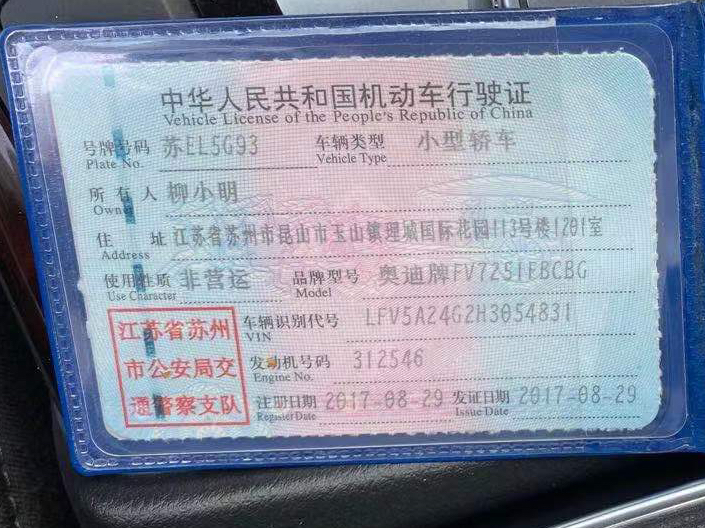 中华人民共和国机动车行驶证
Vehicle License of the People's Republic of China
号牌号码 苏EL5G93 车辆类型 小型轿车
Plate No. Vehicle Type
所有人 柳小明
Owner
住 址 江苏省苏州市昆山市玉山镇理城国际花园113号楼1201室
Address
使用性质 非营运 品牌型号 奥迪牌FV7251FBCBG
Use Character Model
江苏省苏州 车辆识别代号 LFV5A24G2H3054831
VIN
市公安局交 发动机号码 312546
Engine No.
通警察支队 注册日期 2017-08-29 发证日期 2017-08-29
Register Date Issue Date